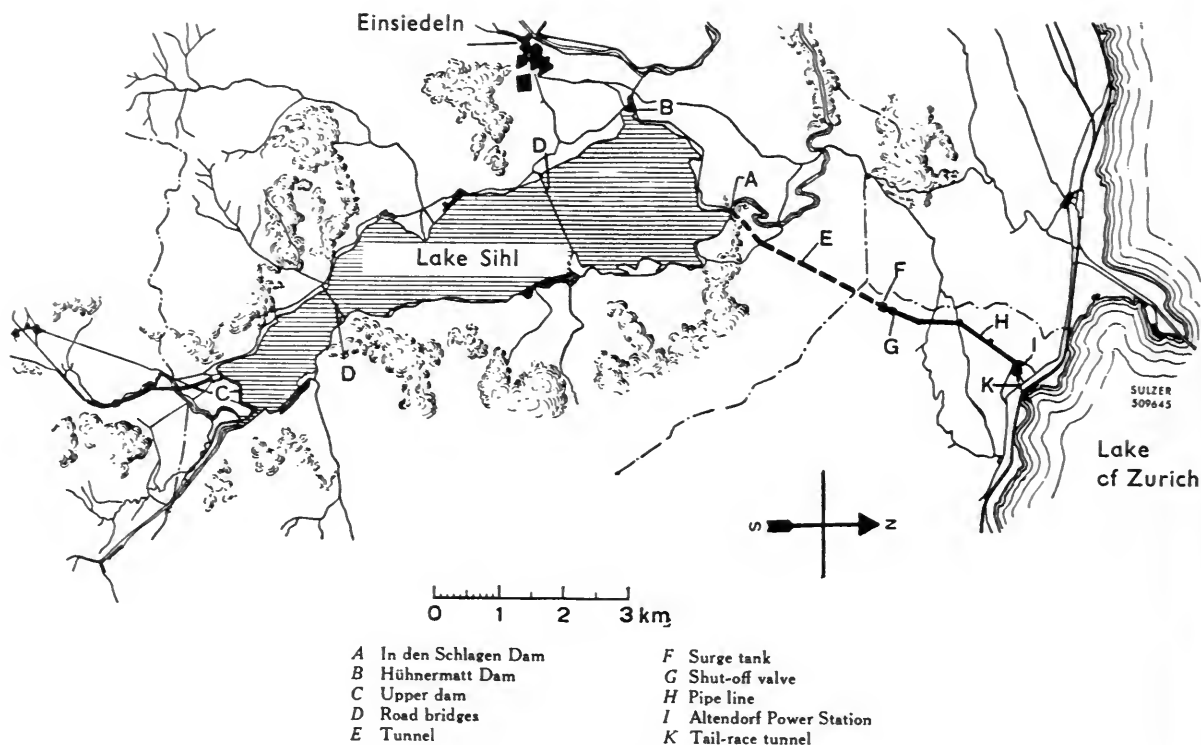 Einsiedeln
B
D
A
E
Lake Sihl
F
H
I
G
D
K
C
SULZER
509645
Lake
of Zurich
S
N
0 1 2 3 km
A In den Schlagen Dam
B Hühnermatt Dam
C Upper dam
D Road bridges
E Tunnel
F Surge tank
G Shut-off valve
H Pipe line
I Altendorf Power Station
K Tail-race tunnel